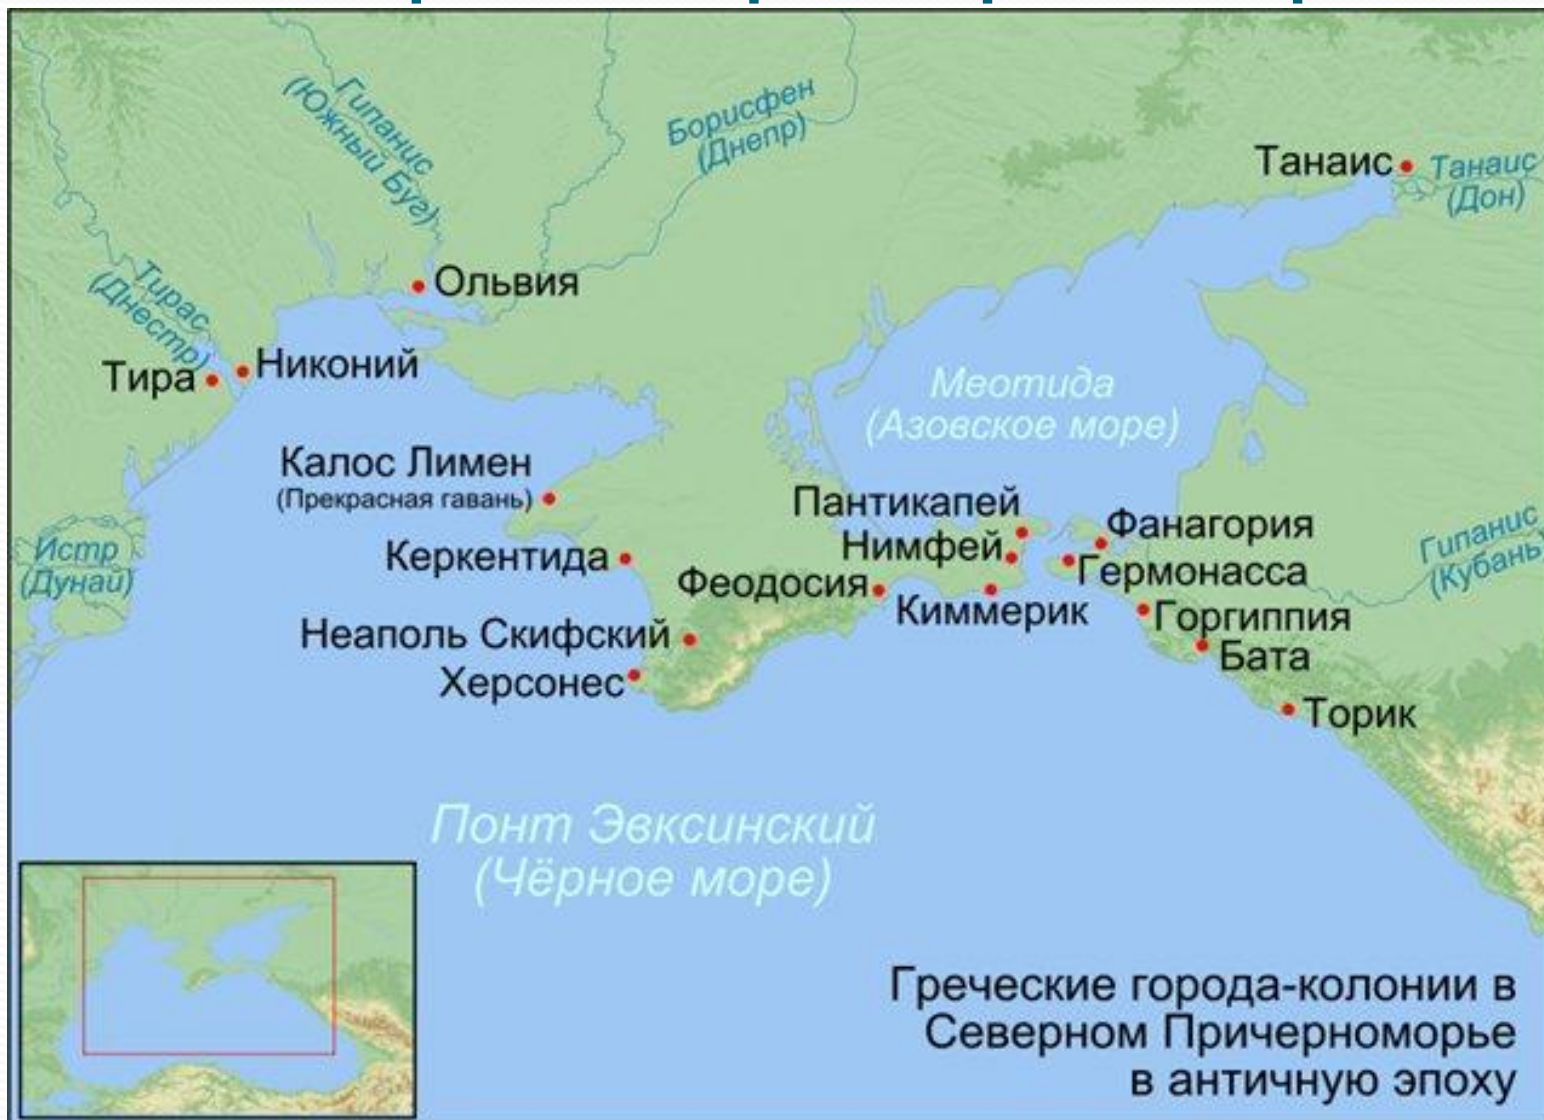 Гипанис
(Южный Буг)
Борисфен
(Днепр)
Танаис
Танаис
(Дон)
Ольвия
Тирас
(Днестр)
Никоний
Тира
Меотида
(Азовское море)
Калос Лимен
(Прекрасная гавань)
Пантикапей
Фанагория
Нимфей
Гермонасса
Истр
(Дунай)
Гипанис
(Кубань)
Керкентида
Феодосия
Киммерик
Горгиппия
Неаполь Скифский
Бата
Херсонес
Торик
Понт Эвксинский
(Чёрное море)
Греческие города-колонии в
Северном Причерноморье
в античную эпоху